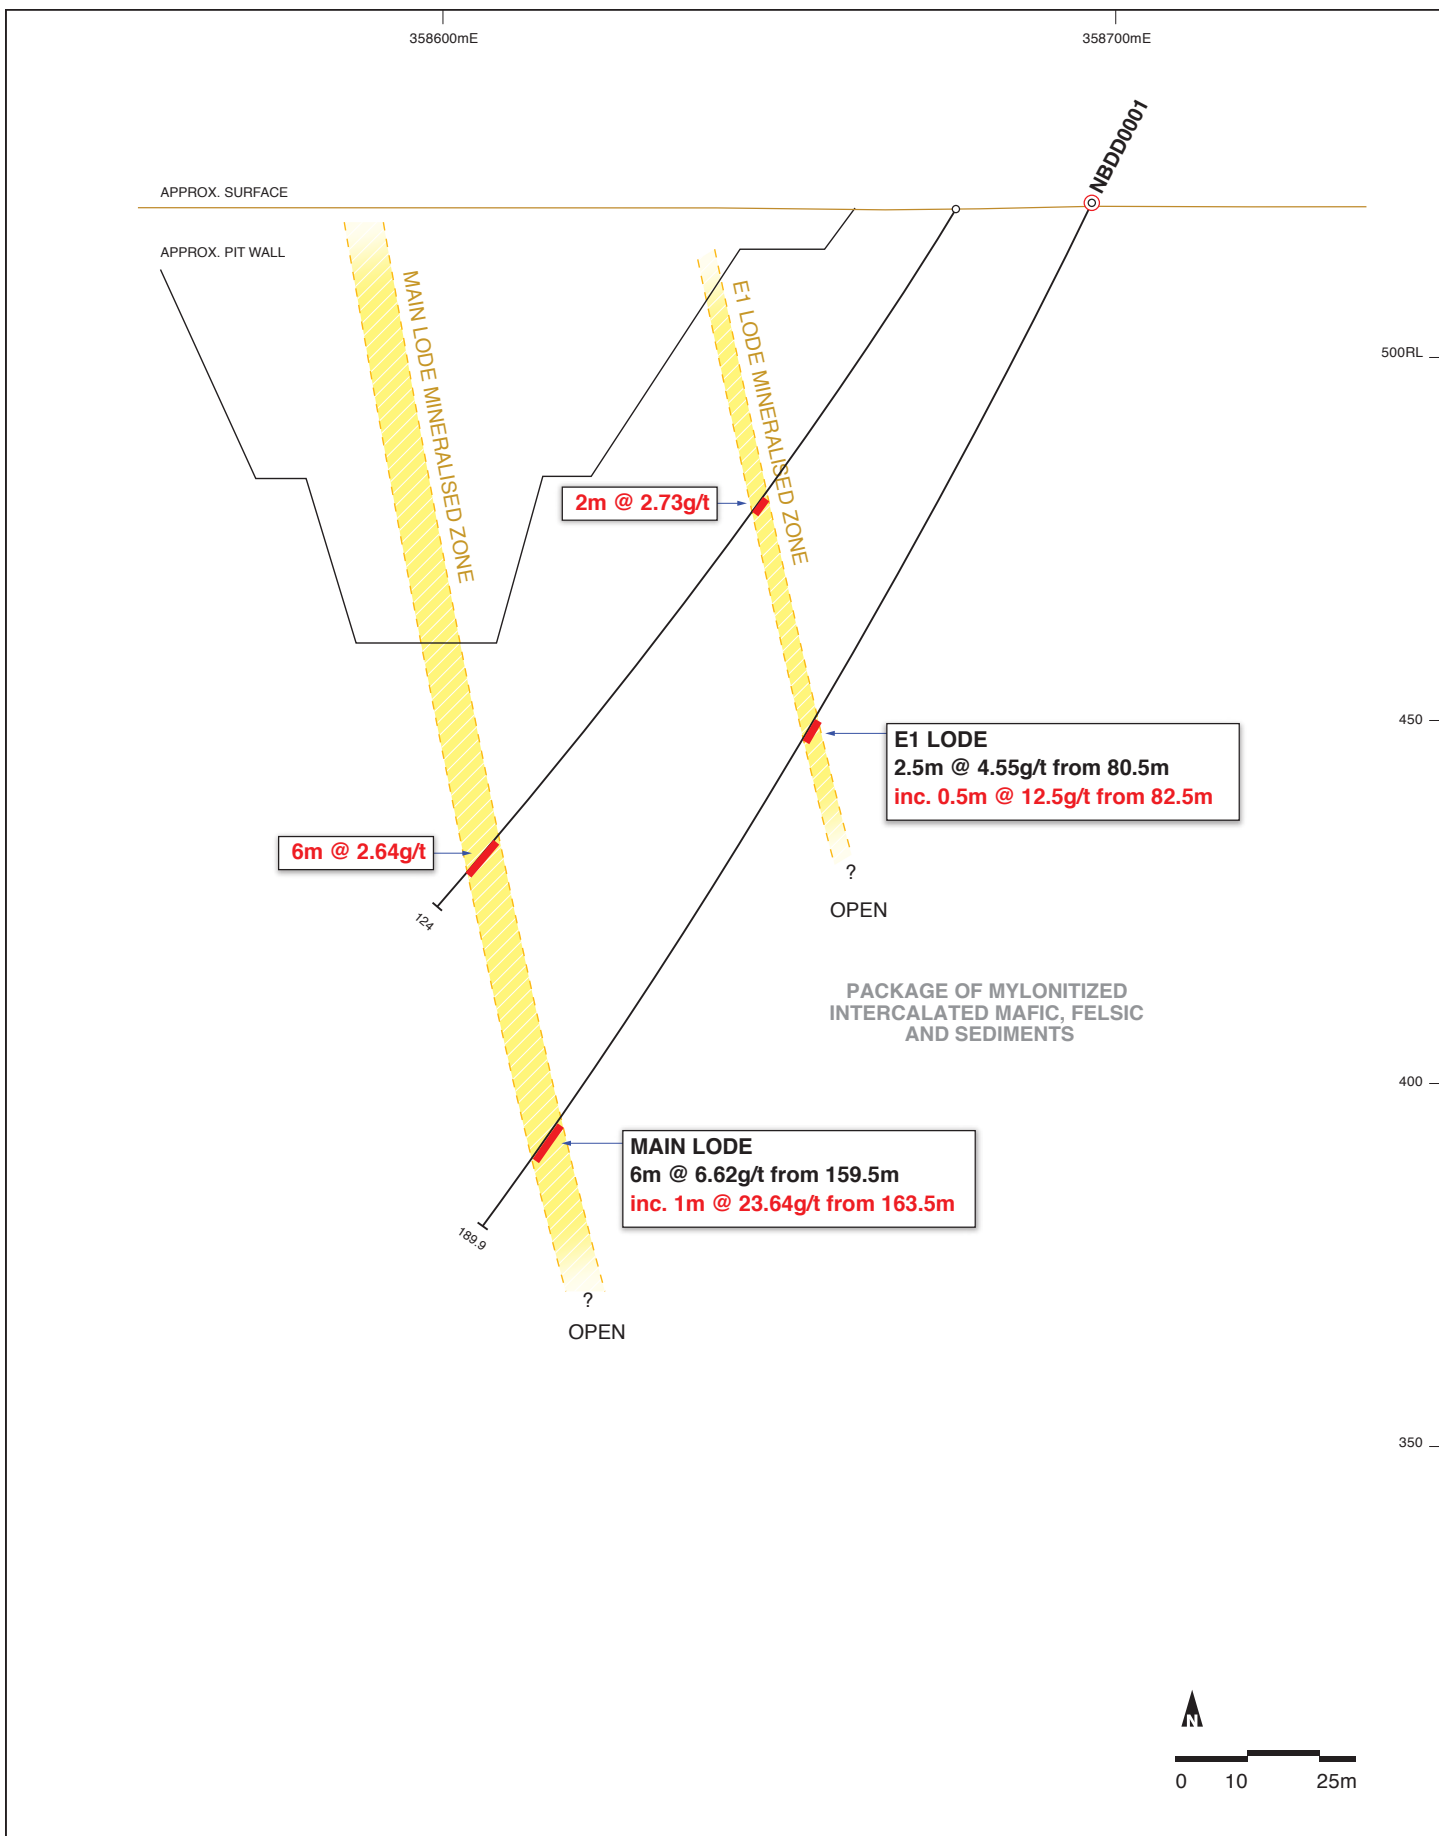 358600mE
358700mE
NBDD0001
APPROX. SURFACE
APPROX. PIT WALL
MAIN LODE MINERALISED ZONE
E1 LODE MINERALISED ZONE
500RL
2m @ 2.73g/t
450
E1 LODE
2.5m @ 4.55g/t from 80.5m
inc. 0.5m @ 12.5g/t from 82.5m
6m @ 2.64g/t
?
OPEN
124
PACKAGE OF MYLONITIZED
INTERCALATED MAFIC, FELSIC
AND SEDIMENTS
400
MAIN LODE
6m @ 6.62g/t from 159.5m
inc. 1m @ 23.64g/t from 163.5m
189.9
?
OPEN
350
N
0 10 25m